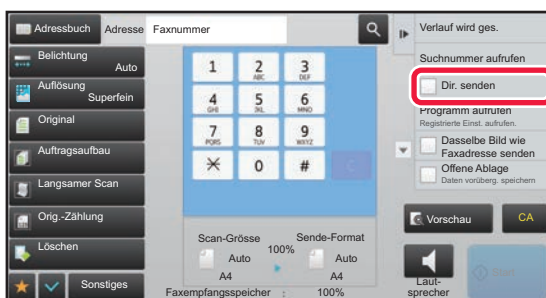 Adressbuch
Adresse
Faxnummer
Belichtung
Auto
Auflösung
Superfein
Original
Auftragsaufbau
Langsamer Scan
Orig.-Zählung
Löschen
Sonstiges
1
2
ABC
3
DEF
4
GHI
5
JKL
6
MNO
7
PQRS
8
TUV
9
WXYZ
0
#
C
Scan-Grösse
100%
Sende-Format
Auto
A4
Auto
A4
Faxempfangsspeicher : 100%
Verlauf wird ges.
Suchnummer aufrufen
Dir. senden
Programm aufrufen
Registrierte Einst. aufrufen.
Dasselbe Bild wie
Faxadresse senden
Offene Ablage
Daten vorüberg. speichern
Vorschau
CA
Laut-
sprecher
Start